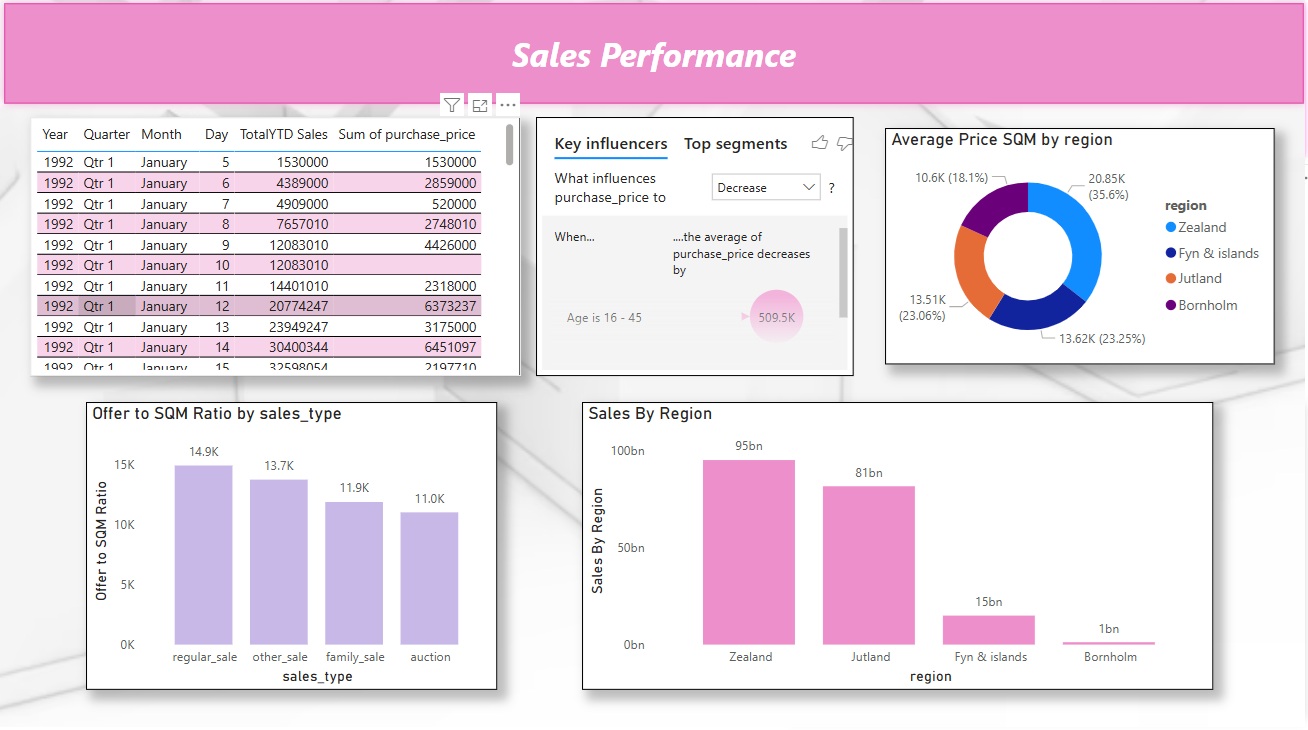 Sales Performance
Year Quarter Month Day TotalYTD Sales Sum of purchase_price
1992 Qtr 1 January 5 1530000 1530000
1992 Qtr 1 January 6 4389000 2859000
1992 Qtr 1 January 7 4909000 520000
1992 Qtr 1 January 8 7657010 2748010
1992 Qtr 1 January 9 12083010 4426000
1992 Qtr 1 January 10 12083010
1992 Qtr 1 January 11 14401010 2318000
1992 Qtr 1 January 12 20774247 6373237
1992 Qtr 1 January 13 23949247 3175000
1992 Qtr 1 January 14 30400344 6451097
1992 Qtr 1 January 15 32598054 2197710
Key influencers Top segments
What influences
purchase_price to
Decrease
?
When...
....the average of
purchase_price decreases
by
Age is 16 - 45
509.5K
Average Price SQM by region
10.6K (18.1%)
20.85K
(35.6%)
13.51K
(23.06%)
13.62K (23.25%)
region
Zealand
Fyn & islands
Jutland
Bornholm
Offer to SQM Ratio by sales_type
Offer to SQM Ratio
15K
10K
5K
0K
14.9K
13.7K
11.9K
11.0K
regular_sale other_sale family_sale auction
sales_type
Sales By Region
Sales By Region
100bn
50bn
0bn
95bn
81bn
15bn
1bn
Zealand Jutland Fyn & islands Bornholm
region